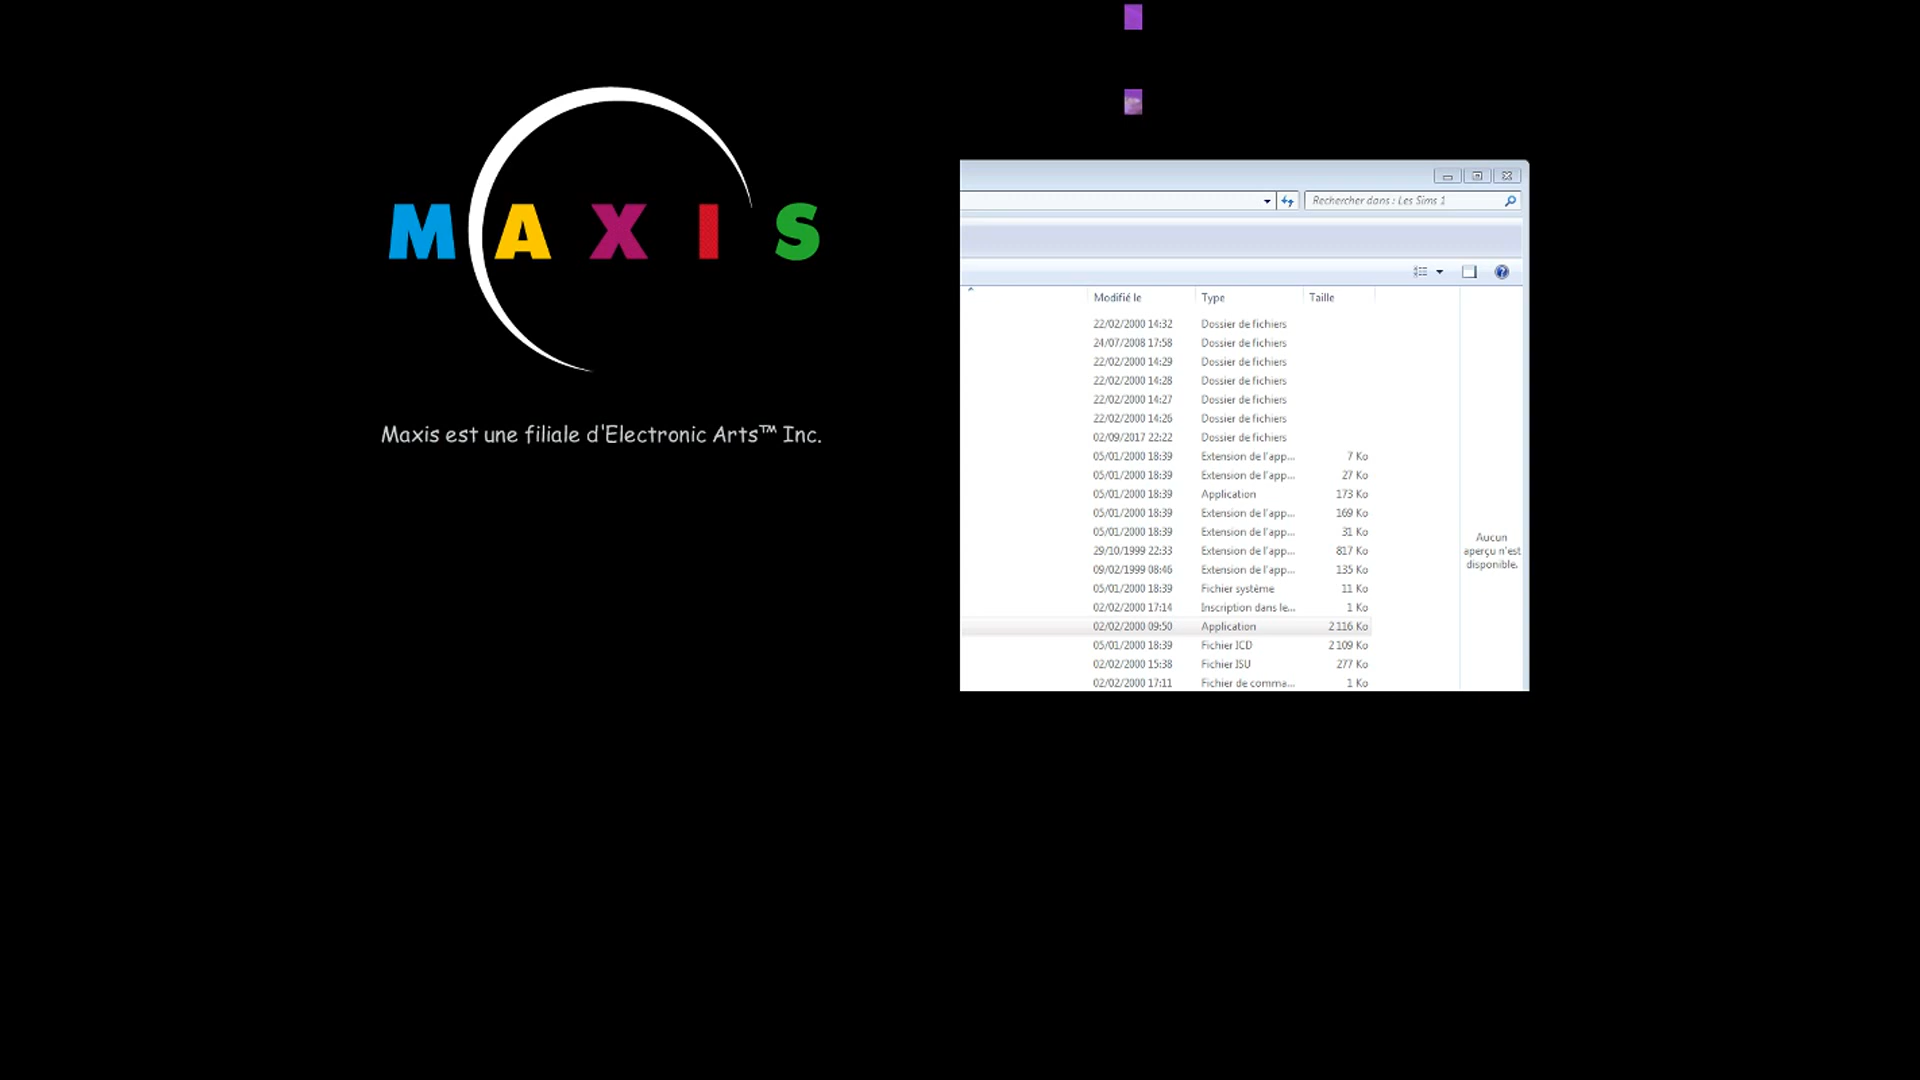 MAXIS
Maxis est une filiale d'Electronic Arts™ Inc.
Rechercher dans : Les Sims 1
Modifié le Type Taille
22/02/2000 14:32 Dossier de fichiers
24/07/2008 17:58 Dossier de fichiers
22/02/2000 14:29 Dossier de fichiers
22/02/2000 14:28 Dossier de fichiers
22/02/2000 14:27 Dossier de fichiers
22/02/2000 14:26 Dossier de fichiers
02/09/2017 22:22 Dossier de fichiers
05/01/2000 18:39 Extension de l'app... 7 Ko
05/01/2000 18:39 Extension de l'app... 27 Ko
05/01/2000 18:39 Application 173 Ko
05/01/2000 18:39 Extension de l'app... 169 Ko
05/01/2000 18:39 Extension de l'app... 31 Ko
29/10/1999 22:33 Extension de l'app... 817 Ko
09/02/1999 08:46 Extension de l'app... 135 Ko
05/01/2000 18:39 Fichier système 11 Ko
02/02/2000 17:14 Inscription dans le... 1 Ko
02/02/2000 09:50 Application 2 116 Ko
05/01/2000 18:39 Fichier ICD 2 109 Ko
02/02/2000 15:38 Fichier ISU 277 Ko
02/02/2000 17:11 Fichier de comma... 1 Ko
Aucun
aperçu n'est
disponible.